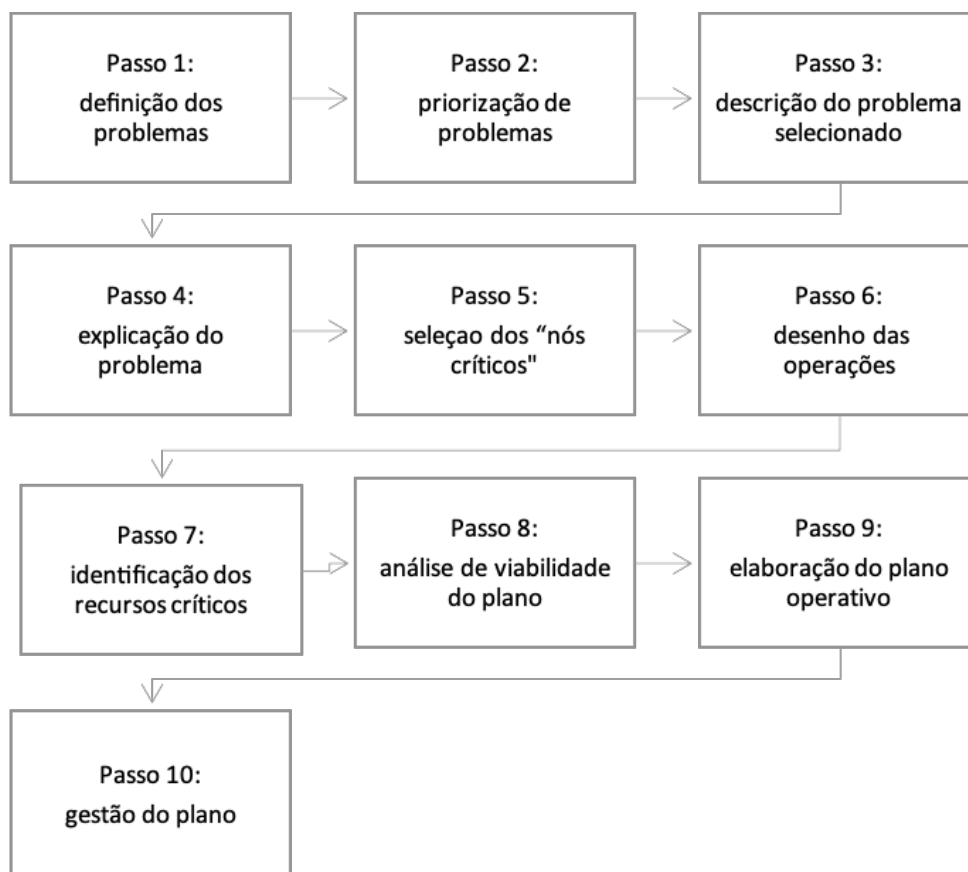 Passo 1:
definição dos
problemas
Passo 2:
priorização de
problemas
Passo 3:
descrição do problema
selecionado
Passo 4:
explicação do
problema
Passo 5:
seleçao dos “nós
críticos"
Passo 6:
desenho das
operações
Passo 7:
identificação dos
recursos críticos
Passo 8:
análise de viabilidade
do plano
Passo 9:
elaboração do plano
operativo
Passo 10:
gestão do plano